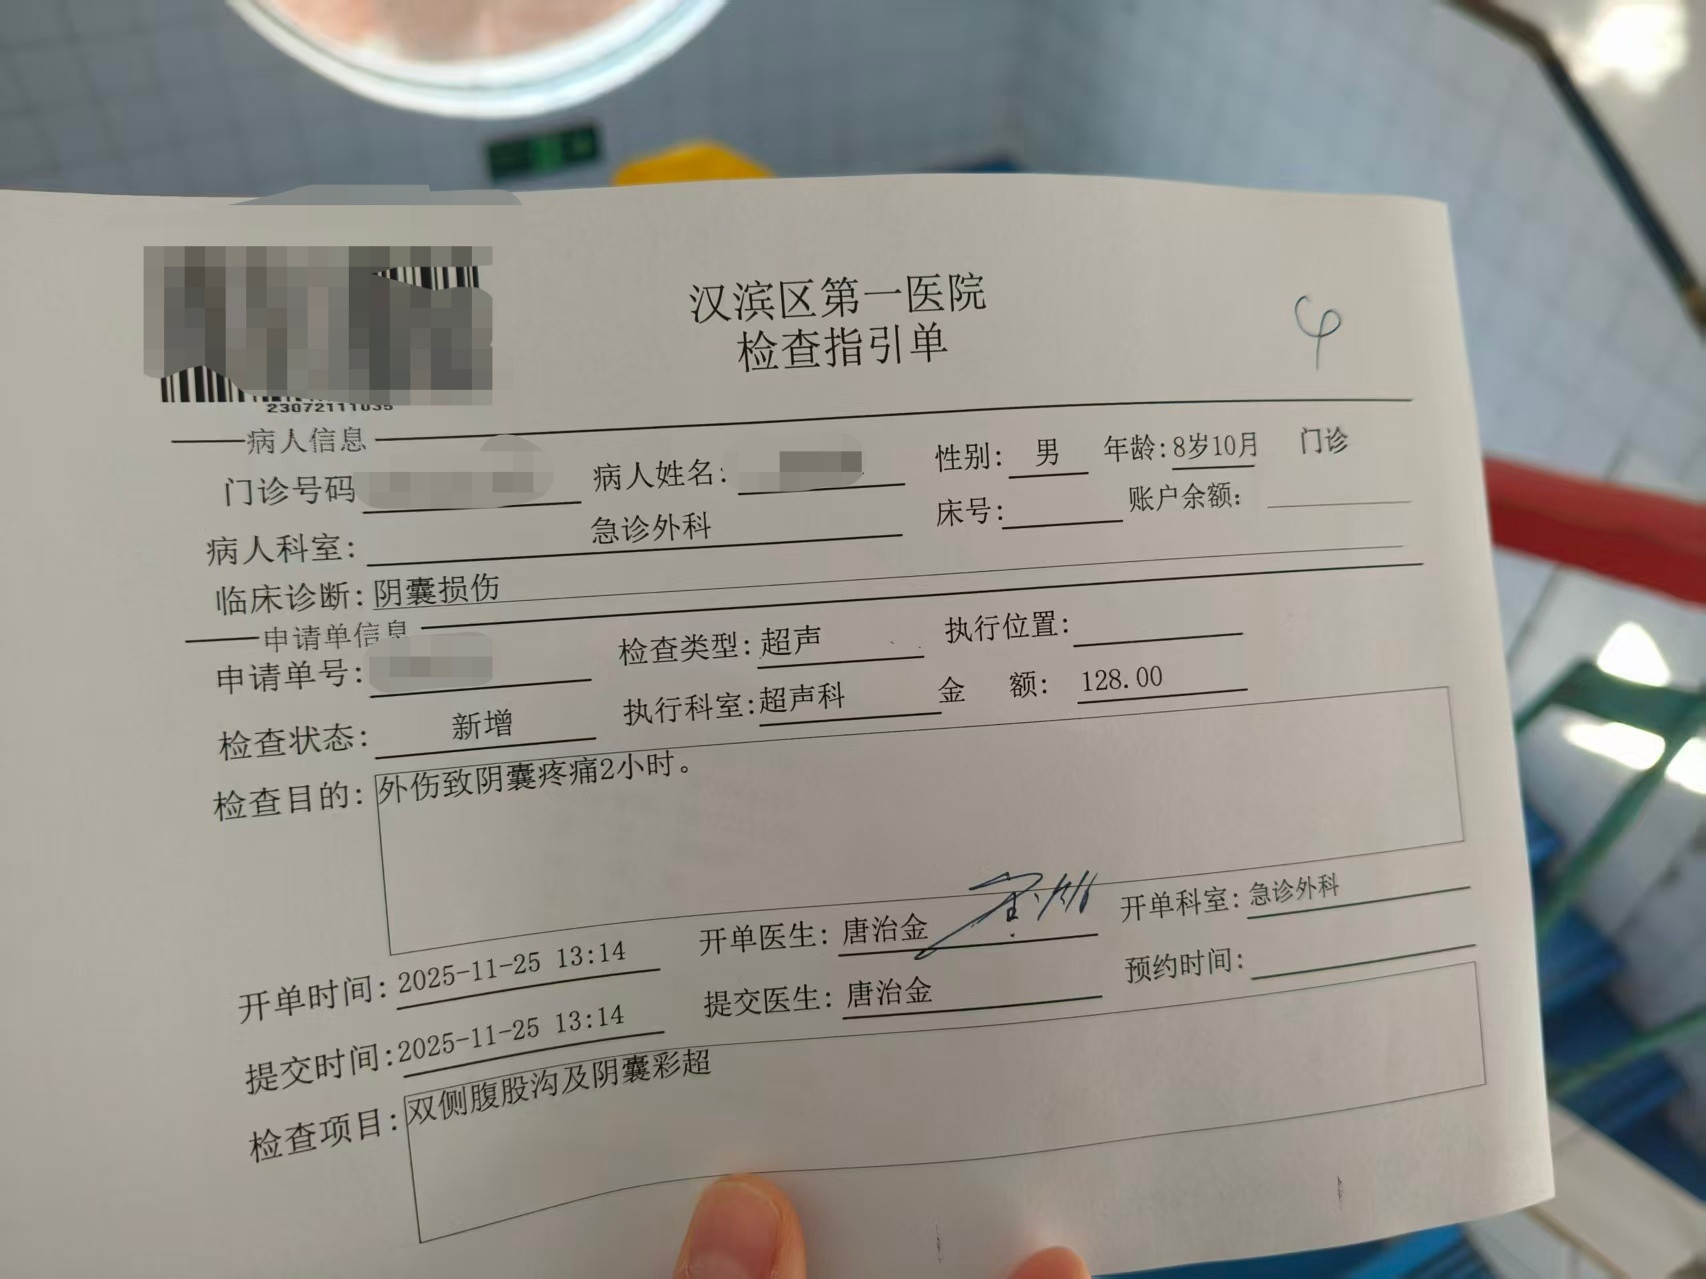 汉滨区第一医院
检查指引单
23072111035
病人信息
门诊号码 病人姓名: 性别: 男 年龄: 8岁10月 门诊
病人科室: 急诊外科 床号: 账户余额:
临床诊断: 阴囊损伤
申请单信息
申请单号: 检查类型: 超声 执行位置:
检查状态: 新增 执行科室: 超声科 金 额: 128.00
检查目的: 外伤致阴囊疼痛2小时。
开单时间: 2025-11-25 13:14 开单医生: 唐治金 开单科室: 急诊外科
提交时间: 2025-11-25 13:14 提交医生: 唐治金 预约时间:
检查项目: 双侧腹股沟及阴囊彩超